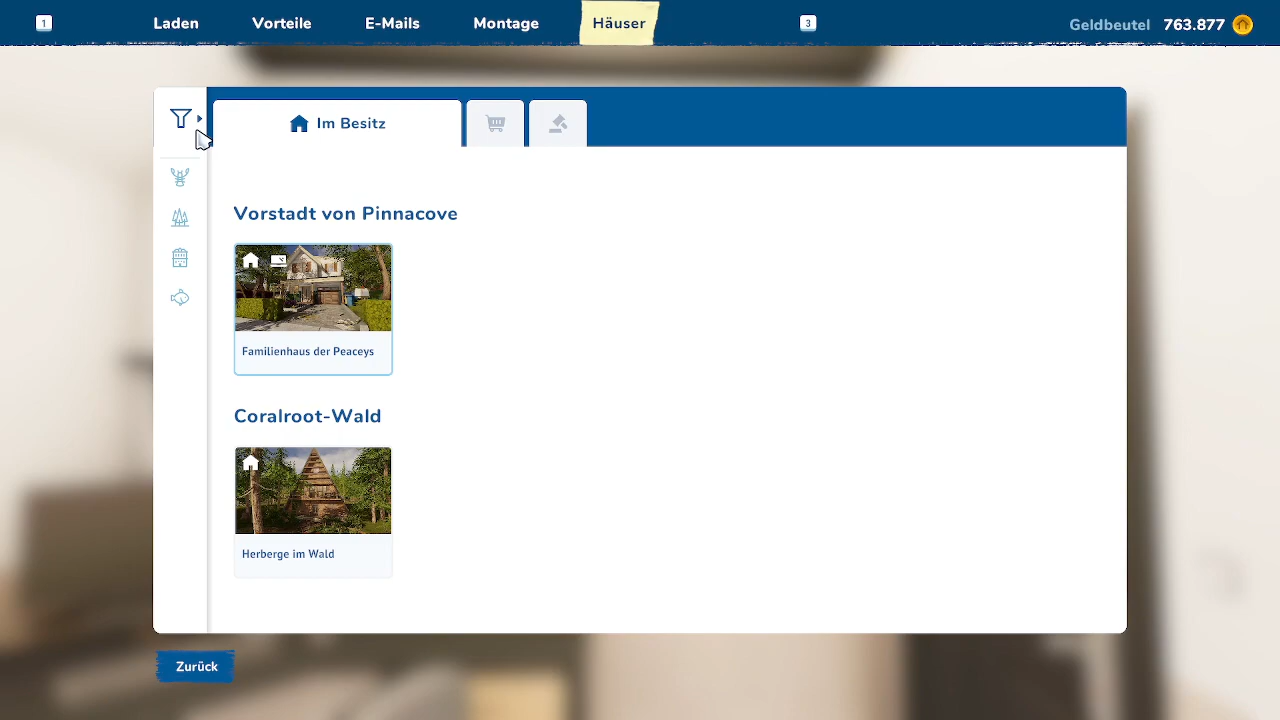 1
Laden
Vorteile
E-Mails
Montage
Häuser
3
Geldbeutel 763.877
Im Besitz
Vorstadt von Pinnacove
Familienhaus der Peaceys
Coralroot-Wald
Herberge im Wald
Zurück